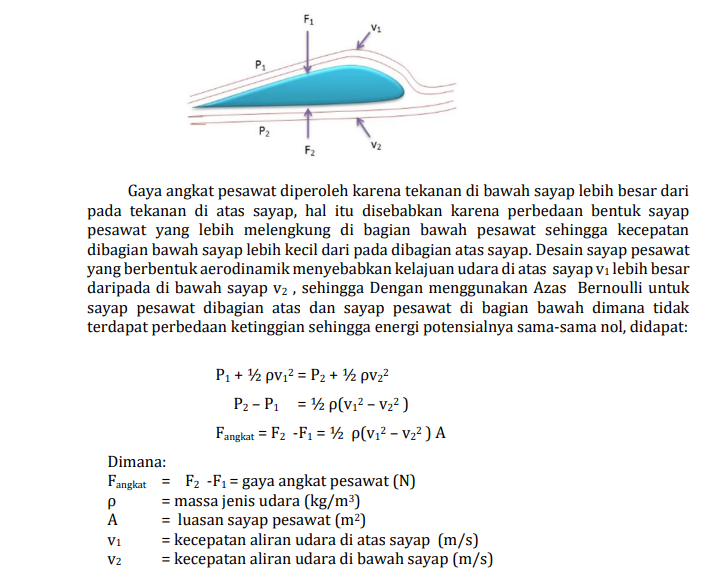 F₁
V₁
P₁
P₂
F₂
V₂
Gaya angkat pesawat diperoleh karena tekanan di bawah sayap lebih besar dari
pada tekanan di atas sayap, hal itu disebabkan karena perbedaan bentuk sayap
pesawat yang lebih melengkung di bagian bawah pesawat sehingga kecepatan
dibagian bawah sayap lebih kecil dari pada dibagian atas sayap. Desain sayap pesawat
yang berbentuk aerodinamik menyebabkan kelajuan udara di atas sayap v₁ lebih besar
daripada di bawah sayap v₂ , sehingga Dengan menggunakan Azas Bernoulli untuk
sayap pesawat dibagian atas dan sayap pesawat di bagian bawah dimana tidak
terdapat perbedaan ketinggian sehingga energi potensialnya sama-sama nol, didapat:
P₁ + ½ ρv₁² = P₂ + ½ ρv₂²
P₂ – P₁ = ½ ρ(v₁² – v₂² )
Fangkat = F₂ -F₁ = ½ ρ(v₁² – v₂² ) A
Dimana:
Fangkat = F₂ -F₁ = gaya angkat pesawat (N)
ρ = massa jenis udara (kg/m³)
A = luasan sayap pesawat (m²)
v₁ = kecepatan aliran udara di atas sayap (m/s)
v₂ = kecepatan aliran udara di bawah sayap (m/s)